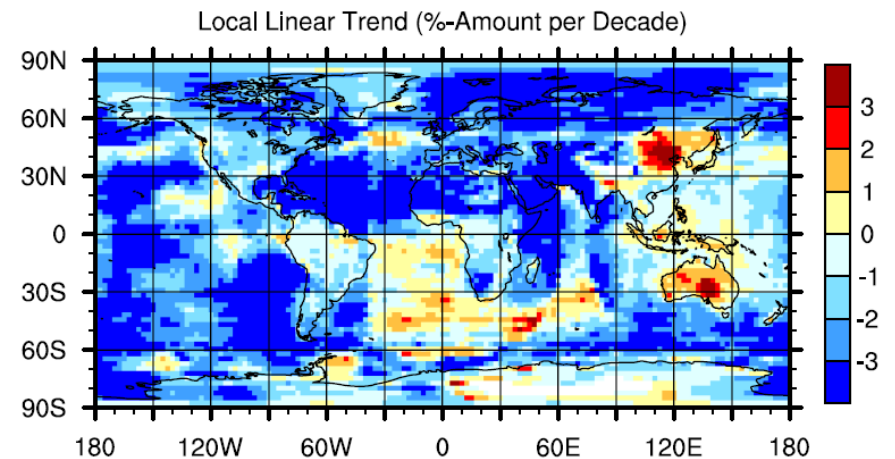 Local Linear Trend (%-Amount per Decade)
90N
60N
30N
0
30S
60S
90S
180 120W 60W 0 60E 120E 180
3
2
1
0
-1
-2
-3